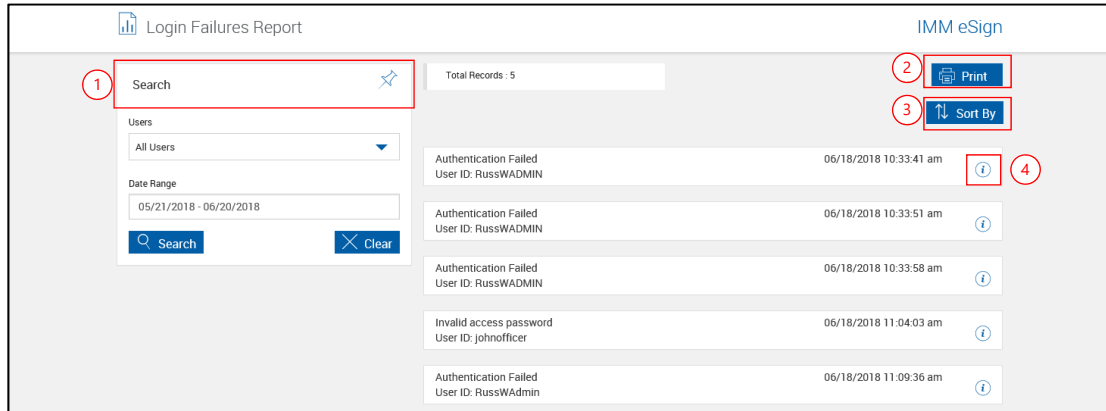 Login Failures Report
IMM eSign
1
Search
Users
All Users
Date Range
05/21/2018 - 06/20/2018
Search
Clear
Total Records : 5
2
Print
3
Sort By
Authentication Failed
06/18/2018 10:33:41 am
User ID: RussWADMIN
i
4
Authentication Failed
06/18/2018 10:33:51 am
User ID: RussWADMIN
i
Authentication Failed
06/18/2018 10:33:58 am
User ID: RussWADMIN
i
Invalid access password
06/18/2018 11:04:03 am
User ID: johnofficer
i
Authentication Failed
06/18/2018 11:09:36 am
User ID: RussWAdmin
i